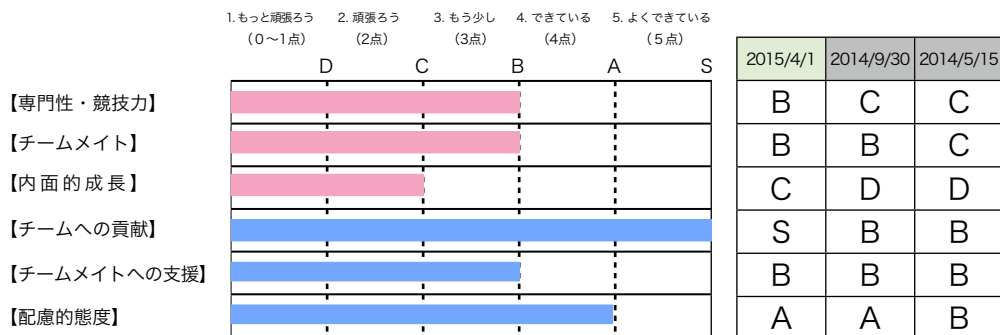 1. もっと頑張ろう 2. 頑張ろう 3. もう少し 4. できている 5. よくできている
（０〜１点） （2点） （3点） （4点） （５点）
D C B A S
2015/4/1 2014/9/30 2014/5/15
【専門性・競技力】 B C C
【チームメイト】 B B C
【内面的成長】 C D D
【チームへの貢献】 S B B
【チームメイトへの支援】 B B B
【配慮的態度】 A A B